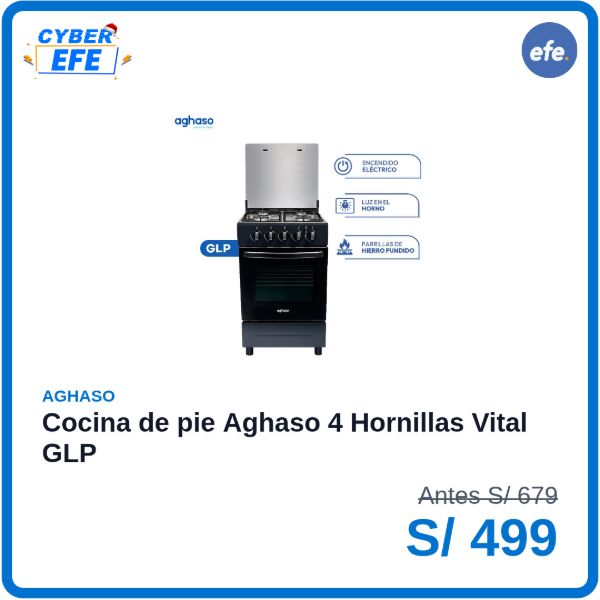 CYBER
EFE
efe.
aghaso
ENCENDIDO
ELÉCTRICO
LUZ EN EL
HORNO
GLP
PARRILLAS DE
HIERRO FUNDIDO
aghaso
AGHASO
Cocina de pie Aghaso 4 Hornillas Vital
GLP
Antes S/ 679
S/ 499